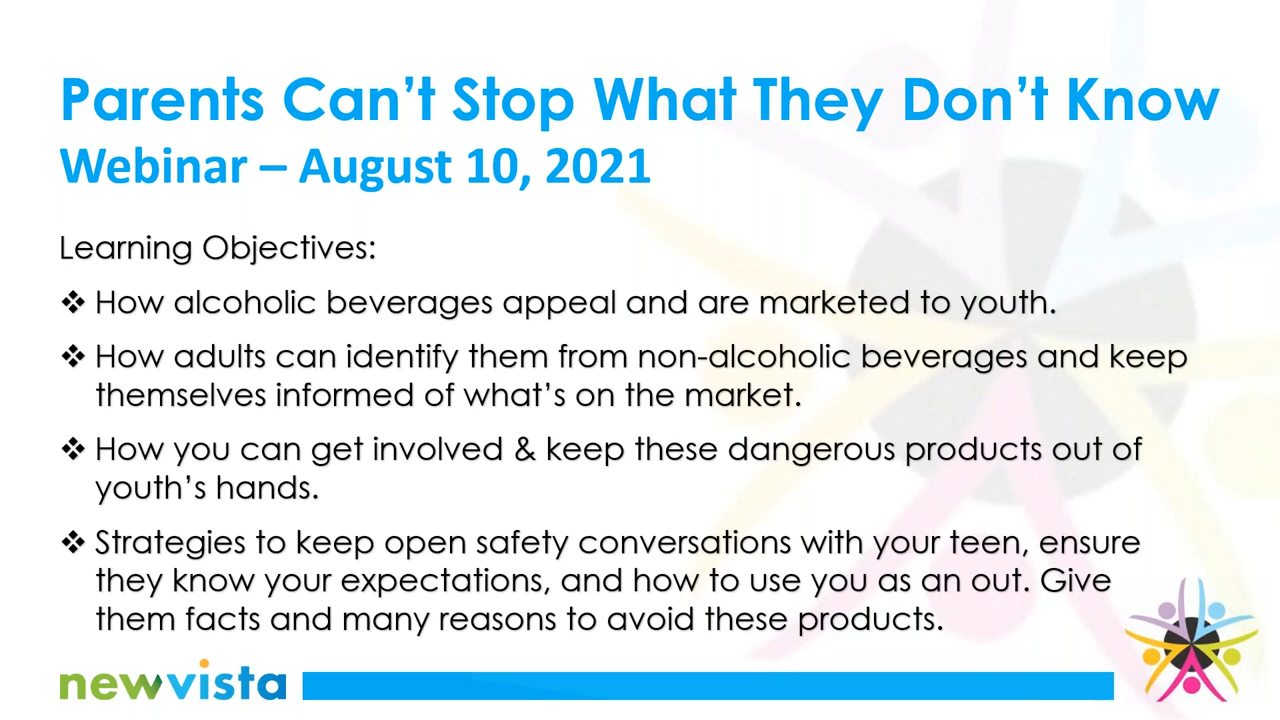 Parents Can’t Stop What They Don’t Know
Webinar – August 10, 2021
Learning Objectives:
❖ How alcoholic beverages appeal and are marketed to youth.
❖ How adults can identify them from non-alcoholic beverages and keep
themselves informed of what’s on the market.
❖ How you can get involved & keep these dangerous products out of
youth’s hands.
❖ Strategies to keep open safety conversations with your teen, ensure
they know your expectations, and how to use you as an out. Give
them facts and many reasons to avoid these products.
newvista